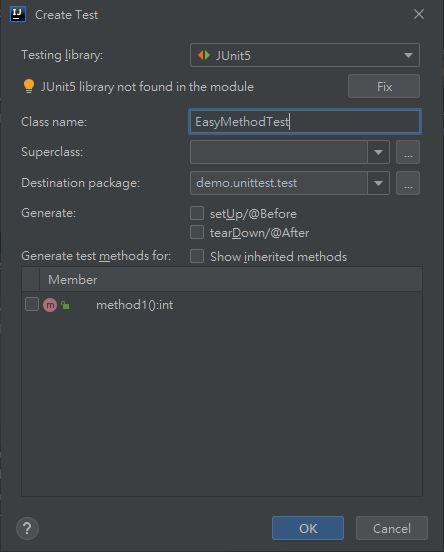 IJ Create Test
Testing library: JUnit5
JUnit5 library not found in the module Fix
Class name: EasyMethodTest
Superclass: ...
Destination package: demo.unittest.test ...
Generate: setUp/@Before
tearDown/@After
Generate test methods for: Show inherited methods
Member
m method1():int
? OK Cancel